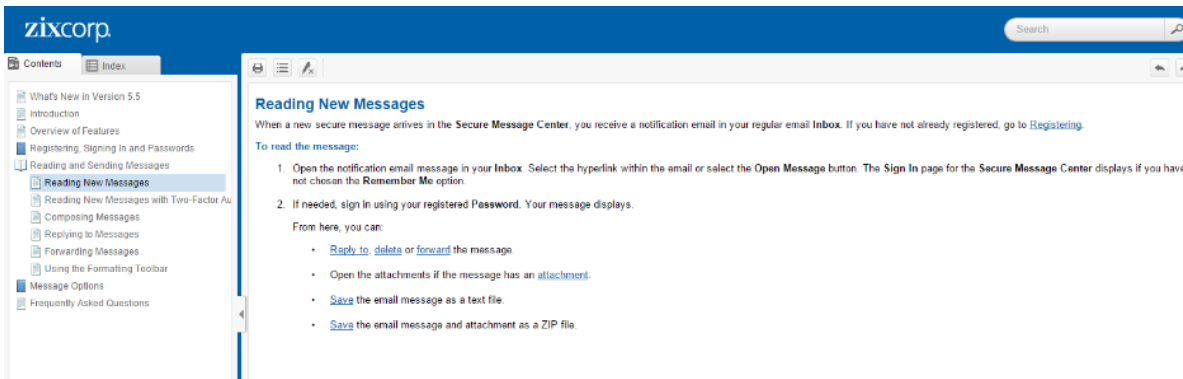 zixcorp.
Search
Contents
Index
What's New in Version 5.5
Introduction
Overview of Features
Registering, Signing In and Passwords
Reading and Sending Messages
Reading New Messages
Reading New Messages with Two-Factor Au
Composing Messages
Replying to Messages
Forwarding Messages
Using the Formatting Toolbar
Message Options
Frequently Asked Questions
Reading New Messages
When a new secure message arrives in the Secure Message Center, you receive a notification email in your regular email Inbox. If you have not already registered, go to Registering.
To read the message:
1. Open the notification email message in your Inbox. Select the hyperlink within the email or select the Open Message button. The Sign In page for the Secure Message Center displays if you have
not chosen the Remember Me option.
2. If needed, sign in using your registered Password. Your message displays.
From here, you can:
• Reply to, delete or forward the message.
• Open the attachments if the message has an attachment.
• Save the email message as a text file.
• Save the email message and attachment as a ZIP file.